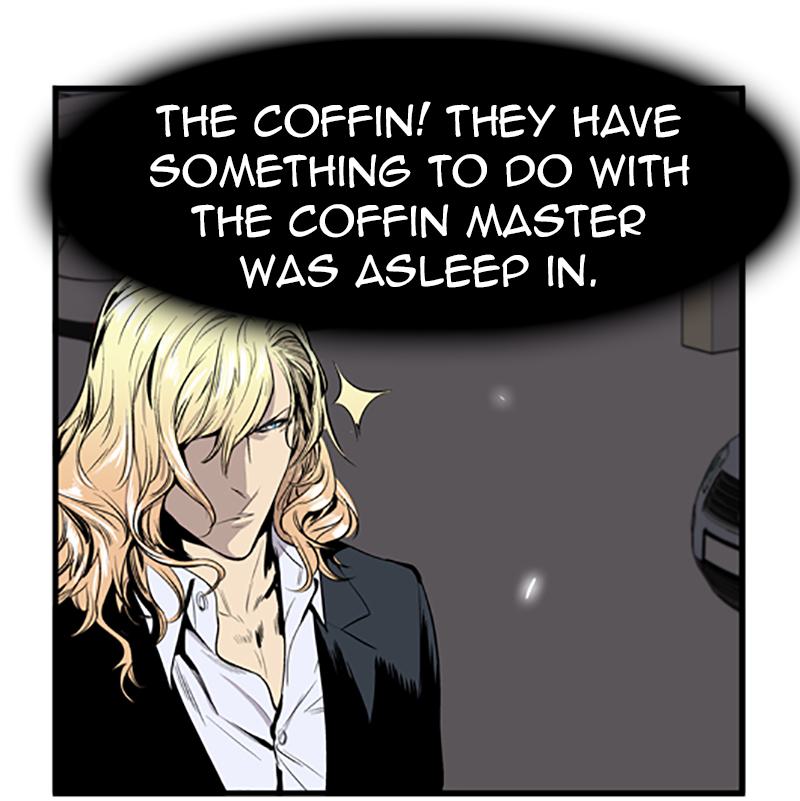 THE COFFIN! THEY HAVE
SOMETHING TO DO WITH
THE COFFIN MASTER
WAS ASLEEP IN.